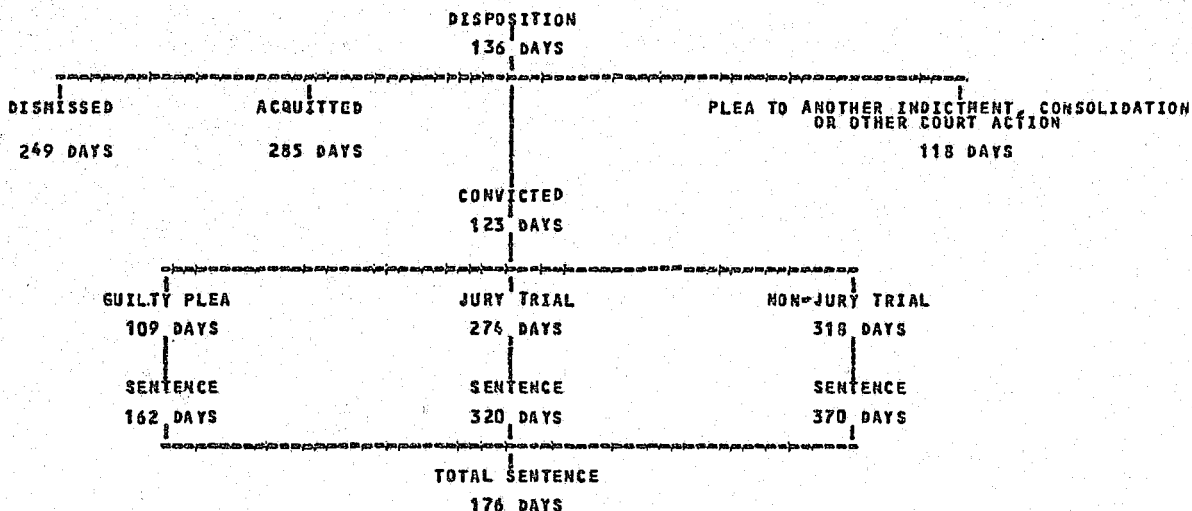 DISPOSITION
136 DAYS
DISMISSED ACQUITTED PLEA TO ANOTHER INDICTMENT, CONSOLIDATION
OR OTHER COURT ACTION
249 DAYS 285 DAYS 118 DAYS
CONVICTED
123 DAYS
GUILTY PLEA JURY TRIAL NON-JURY TRIAL
109 DAYS 274 DAYS 318 DAYS
SENTENCE SENTENCE SENTENCE
162 DAYS 320 DAYS 370 DAYS
TOTAL SENTENCE
176 DAYS